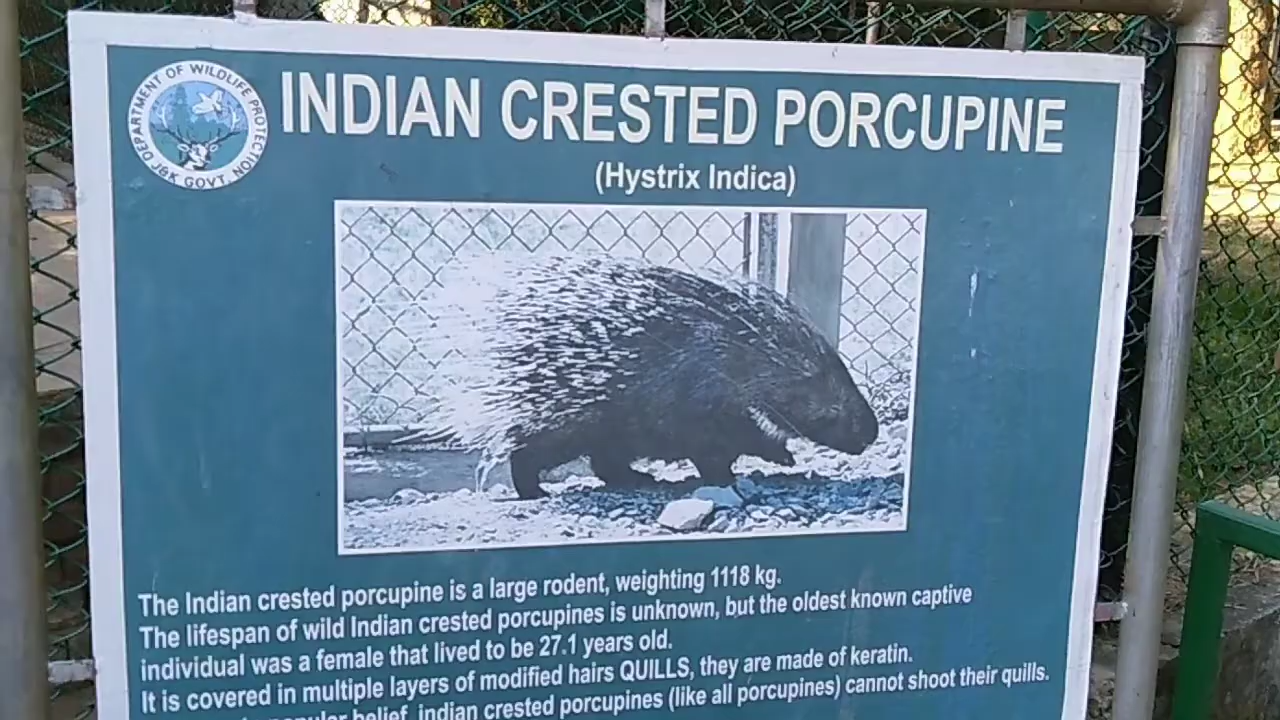 DEPARTMENT OF WILDLIFE PROTECTION
J&K GOVT.
INDIAN CRESTED PORCUPINE
(Hystrix Indica)
The Indian crested porcupine is a large rodent, weighting 1118 kg.
The lifespan of wild Indian crested porcupines is unknown, but the oldest known captive
individual was a female that lived to be 27.1 years old.
It is covered in multiple layers of modified hairs QUILLS, they are made of keratin.
popular belief, indian crested porcupines (like all porcupines) cannot shoot their quills.